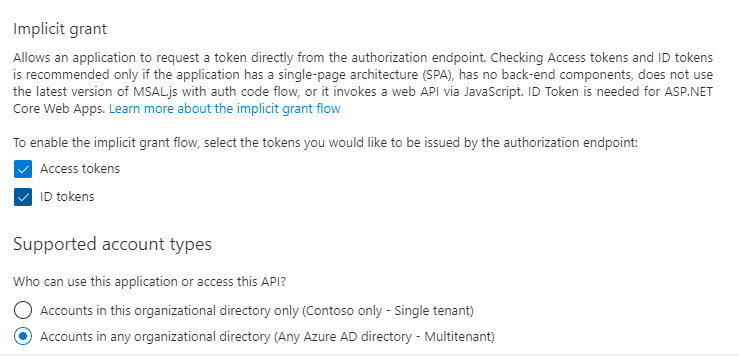 Implicit grant
Allows an application to request a token directly from the authorization endpoint. Checking Access tokens and ID tokens
is recommended only if the application has a single-page architecture (SPA), has no back-end components, does not use
the latest version of MSAL.js with auth code flow, or it invokes a web API via JavaScript. ID Token is needed for ASP.NET
Core Web Apps. Learn more about the implicit grant flow
To enable the implicit grant flow, select the tokens you would like to be issued by the authorization endpoint:
Access tokens
ID tokens
Supported account types
Who can use this application or access this API?
Accounts in this organizational directory only (Contoso only - Single tenant)
Accounts in any organizational directory (Any Azure AD directory - Multitenant)